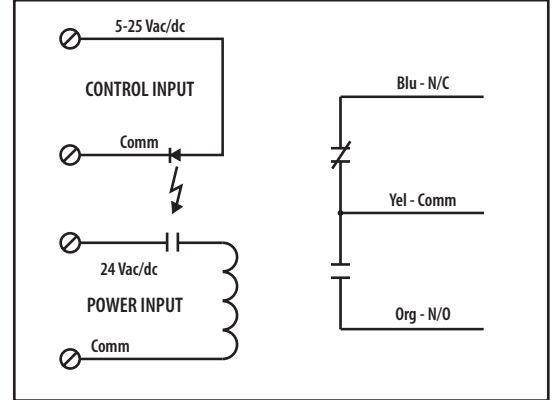 5-25 Vac/dc
CONTROL INPUT
Comm
24 Vac/dc
POWER INPUT
Comm
Blu - N/C
Yel - Comm
Org - N/O